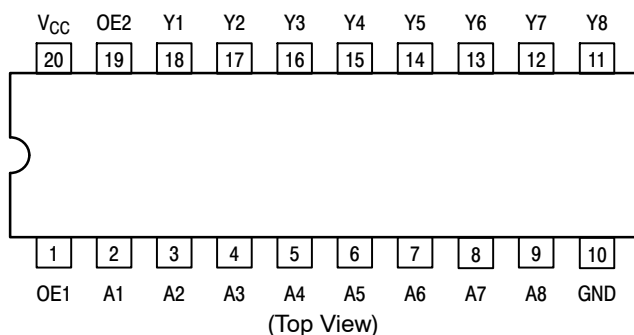 VCC OE2 Y1 Y2 Y3 Y4 Y5 Y6 Y7 Y8
20 19 18 17 16 15 14 13 12 11
1 2 3 4 5 6 7 8 9 10
OE1 A1 A2 A3 A4 A5 A6 A7 A8 GND
(Top View)